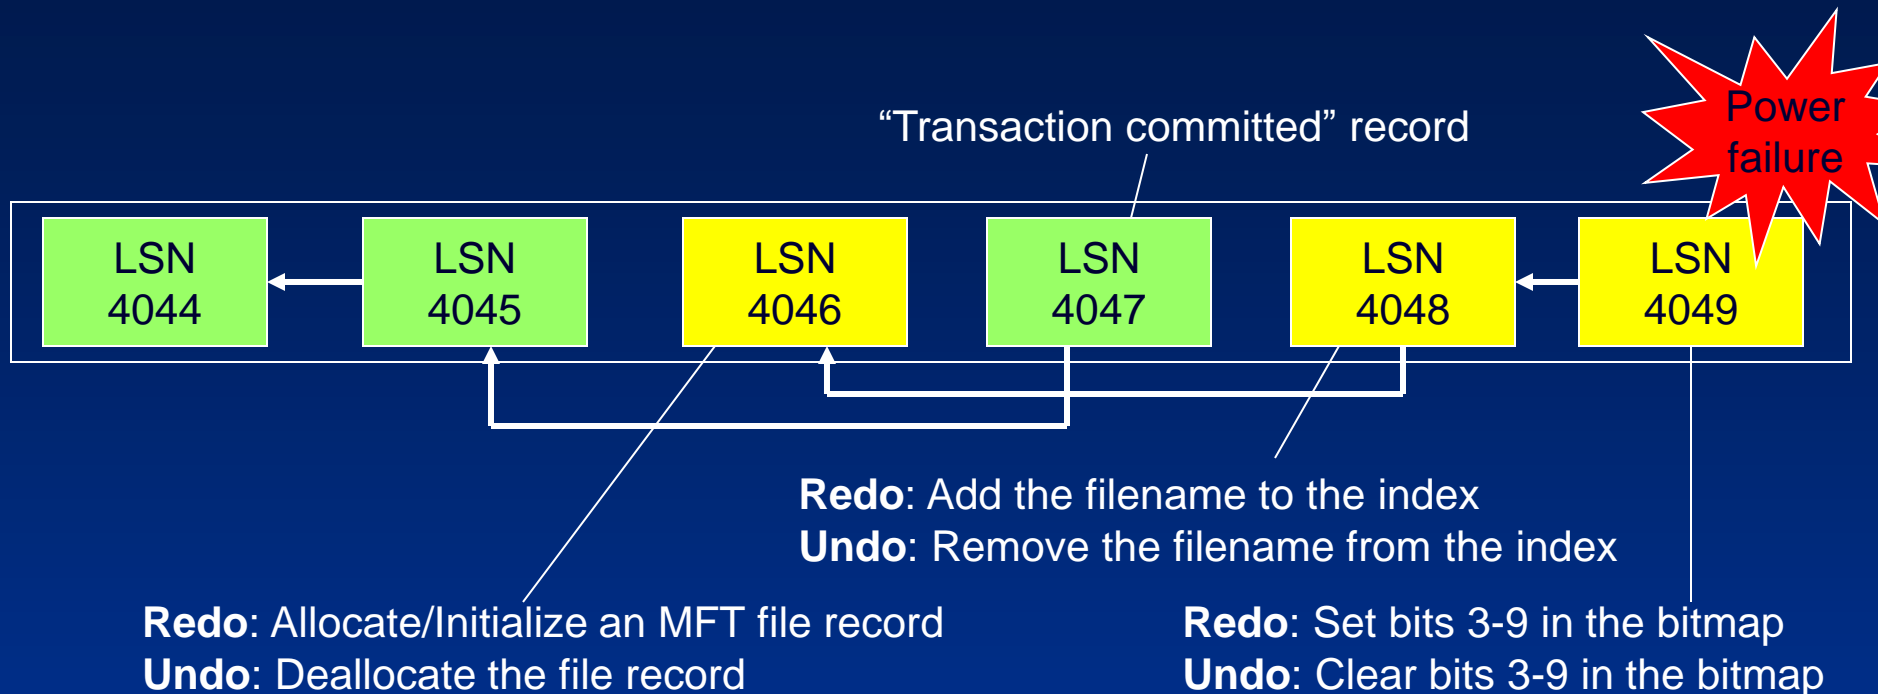 Power
failure
“Transaction committed” record
LSN
4044
LSN
4045
LSN
4046
LSN
4047
LSN
4048
LSN
4049
Redo: Add the filename to the index
Undo: Remove the filename from the index
Redo: Allocate/Initialize an MFT file record
Undo: Deallocate the file record
Redo: Set bits 3-9 in the bitmap
Undo: Clear bits 3-9 in the bitmap